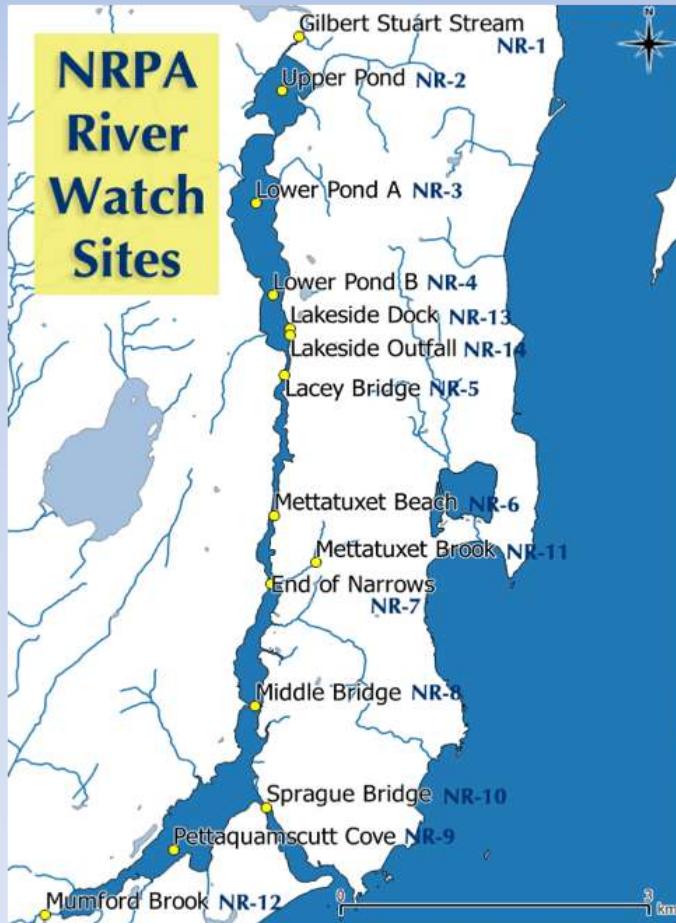 NRPA
River
Watch
Sites
N
Gilbert Stuart Stream
NR-1
Upper Pond NR-2
Lower Pond A NR-3
Lower Pond B NR-4
Lakeside Dock NR-13
Lakeside Outfall NR-14
Lacey Bridge NR-5
Mettatuxet Beach NR-6
Mettatuxet Brook NR-11
End of Narrows
NR-7
Middle Bridge NR-8
Sprague Bridge NR-10
Pettaquamscutt Cove NR-9
Mumford Brook NR-12
0 3
km